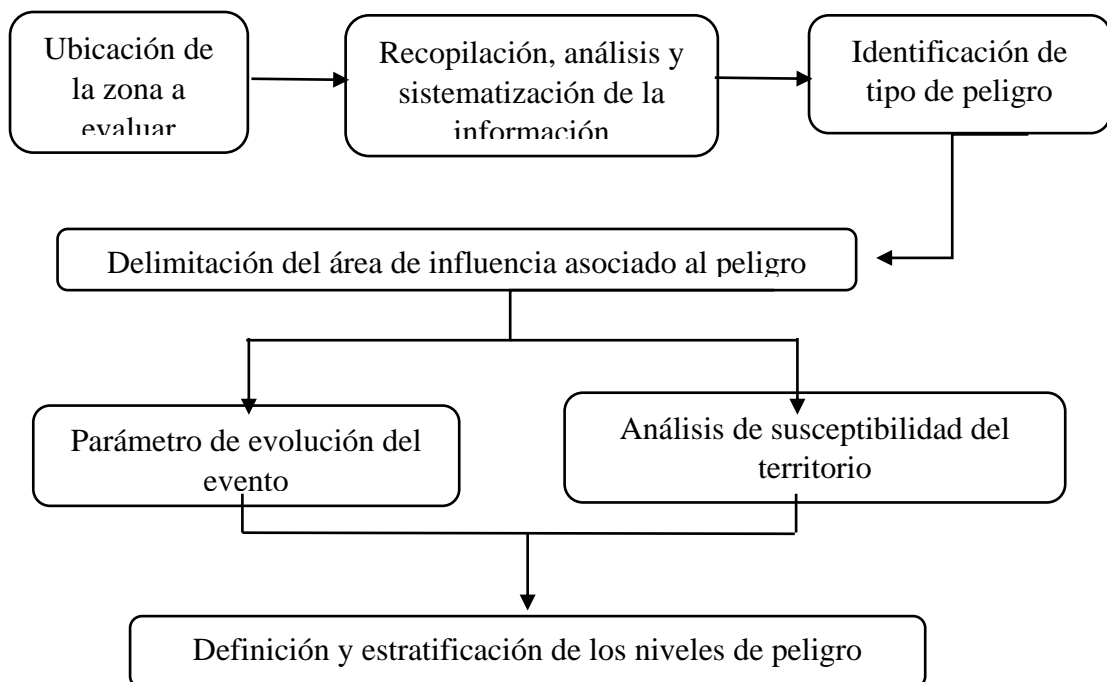 Ubicación de
la zona a
evaluar
Recopilación, análisis y
sistematización de la
información
Identificación de
tipo de peligro
Delimitación del área de influencia asociado al peligro
Parámetro de evolución del
evento
Análisis de susceptibilidad del
territorio
Definición y estratificación de los niveles de peligro